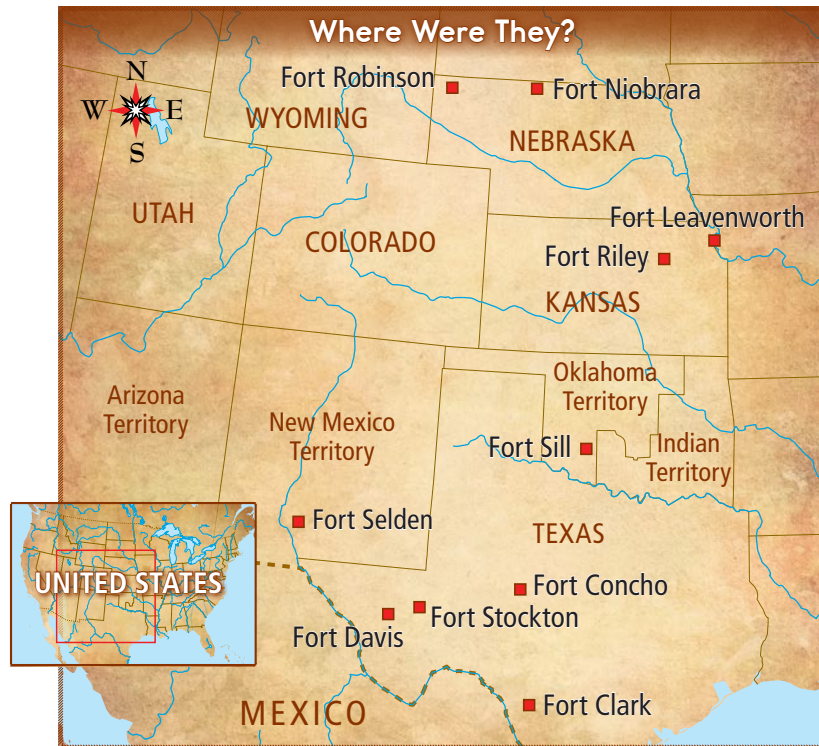 Where Were They?
N
W
E
S
Fort Robinson
Fort Niobrara
WYOMING
NEBRASKA
UTAH
Fort Leavenworth
COLORADO
Fort Riley
KANSAS
Arizona
Territory
New Mexico
Territory
Oklahoma
Territory
Fort Sill
Indian
Territory
Fort Selden
TEXAS
UNITED STATES
Fort Concho
Fort Stockton
Fort Davis
MEXICO
Fort Clark